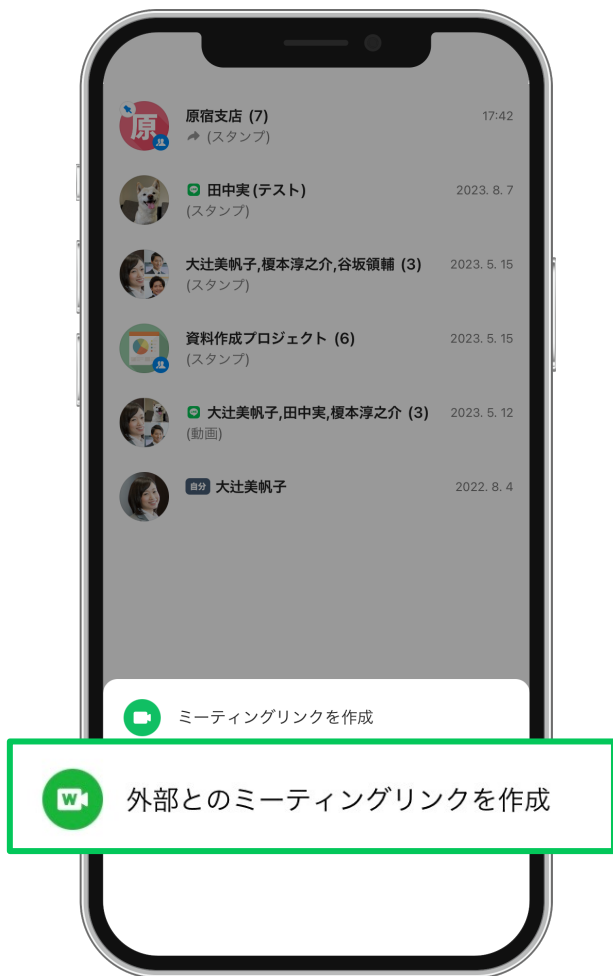 原
原宿支店 (7)
17:42
(スタンプ)
田中実(テスト)
2023. 8. 7
(スタンプ)
大辻美帆子,榎本淳之介,谷坂領輔 (3)
2023. 5. 15
(スタンプ)
資料作成プロジェクト (6)
2023. 5. 15
(スタンプ)
大辻美帆子,田中実,榎本淳之介 (3)
2023. 5. 12
(動画)
自分 大辻美帆子
2022. 8. 4
ミーティングリンクを作成
W 外部とのミーティングリンクを作成